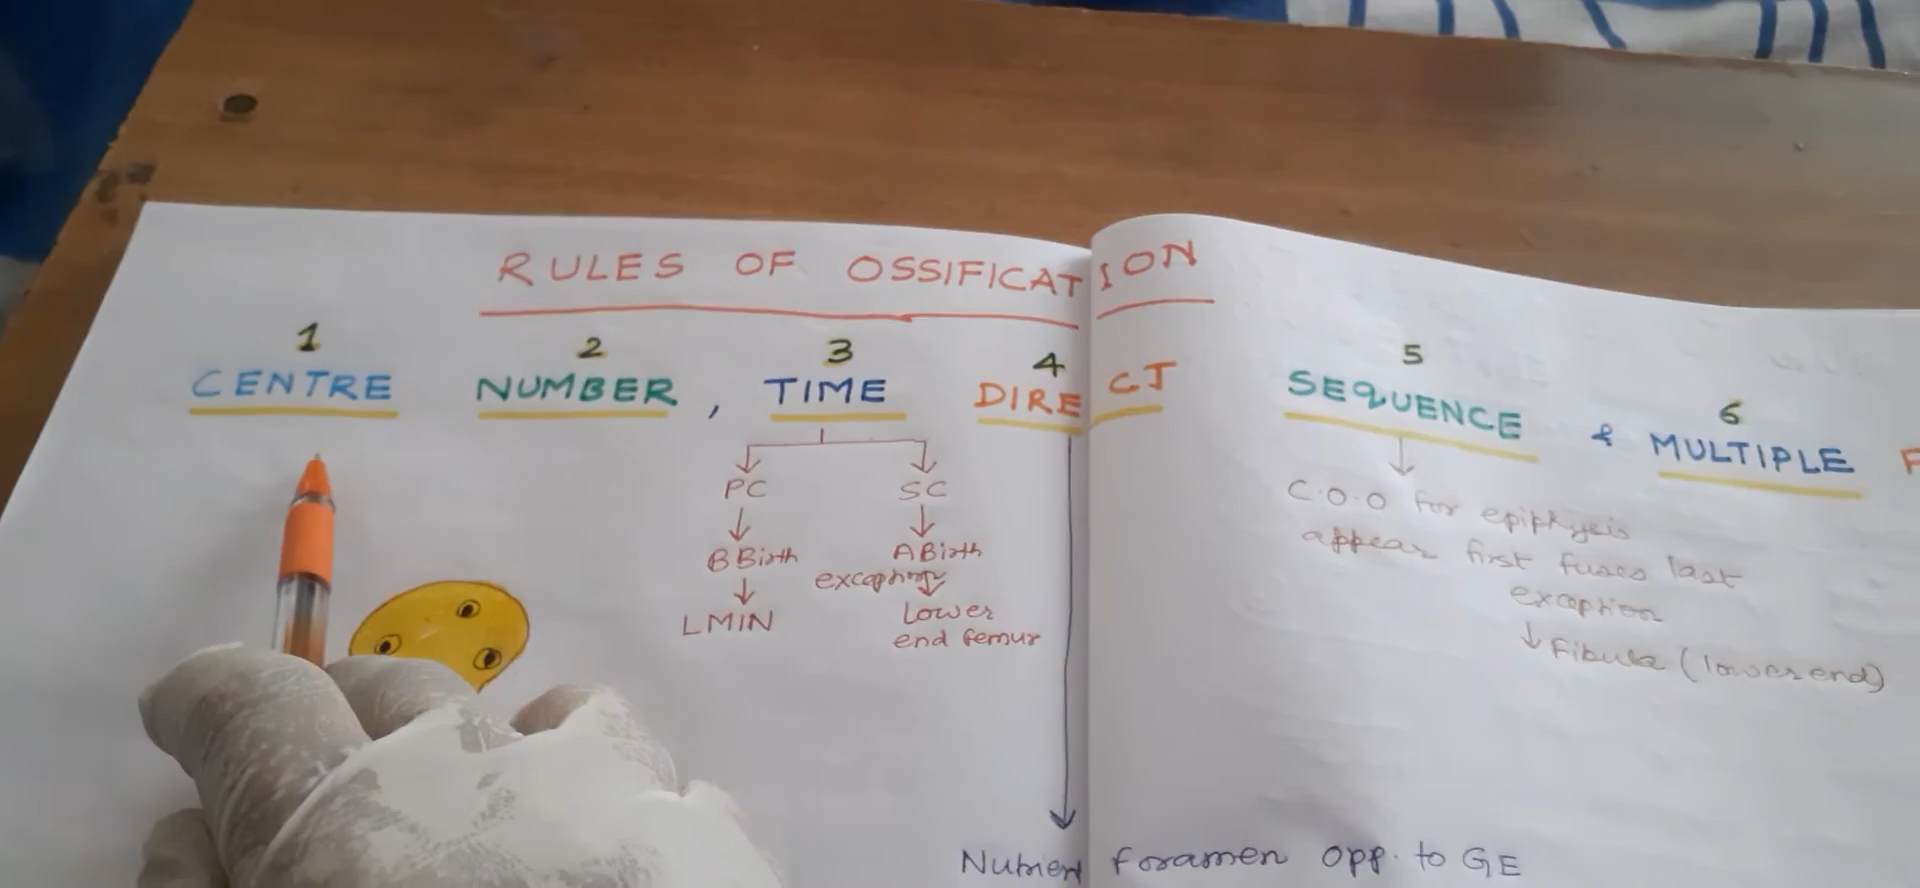 RULES OF OSSIFICATION
1 2 3 4 5 6
CENTRE NUMBER, TIME DIRECT SEQUENCE & MULTIPLE F
PC SC
B Birth A Birth
exception
LMIN Lower
end femur
C.O.O for epiphysis
appear first fuses last
exception
Fibula (lower end)
Nutrient foramen opp. to GE